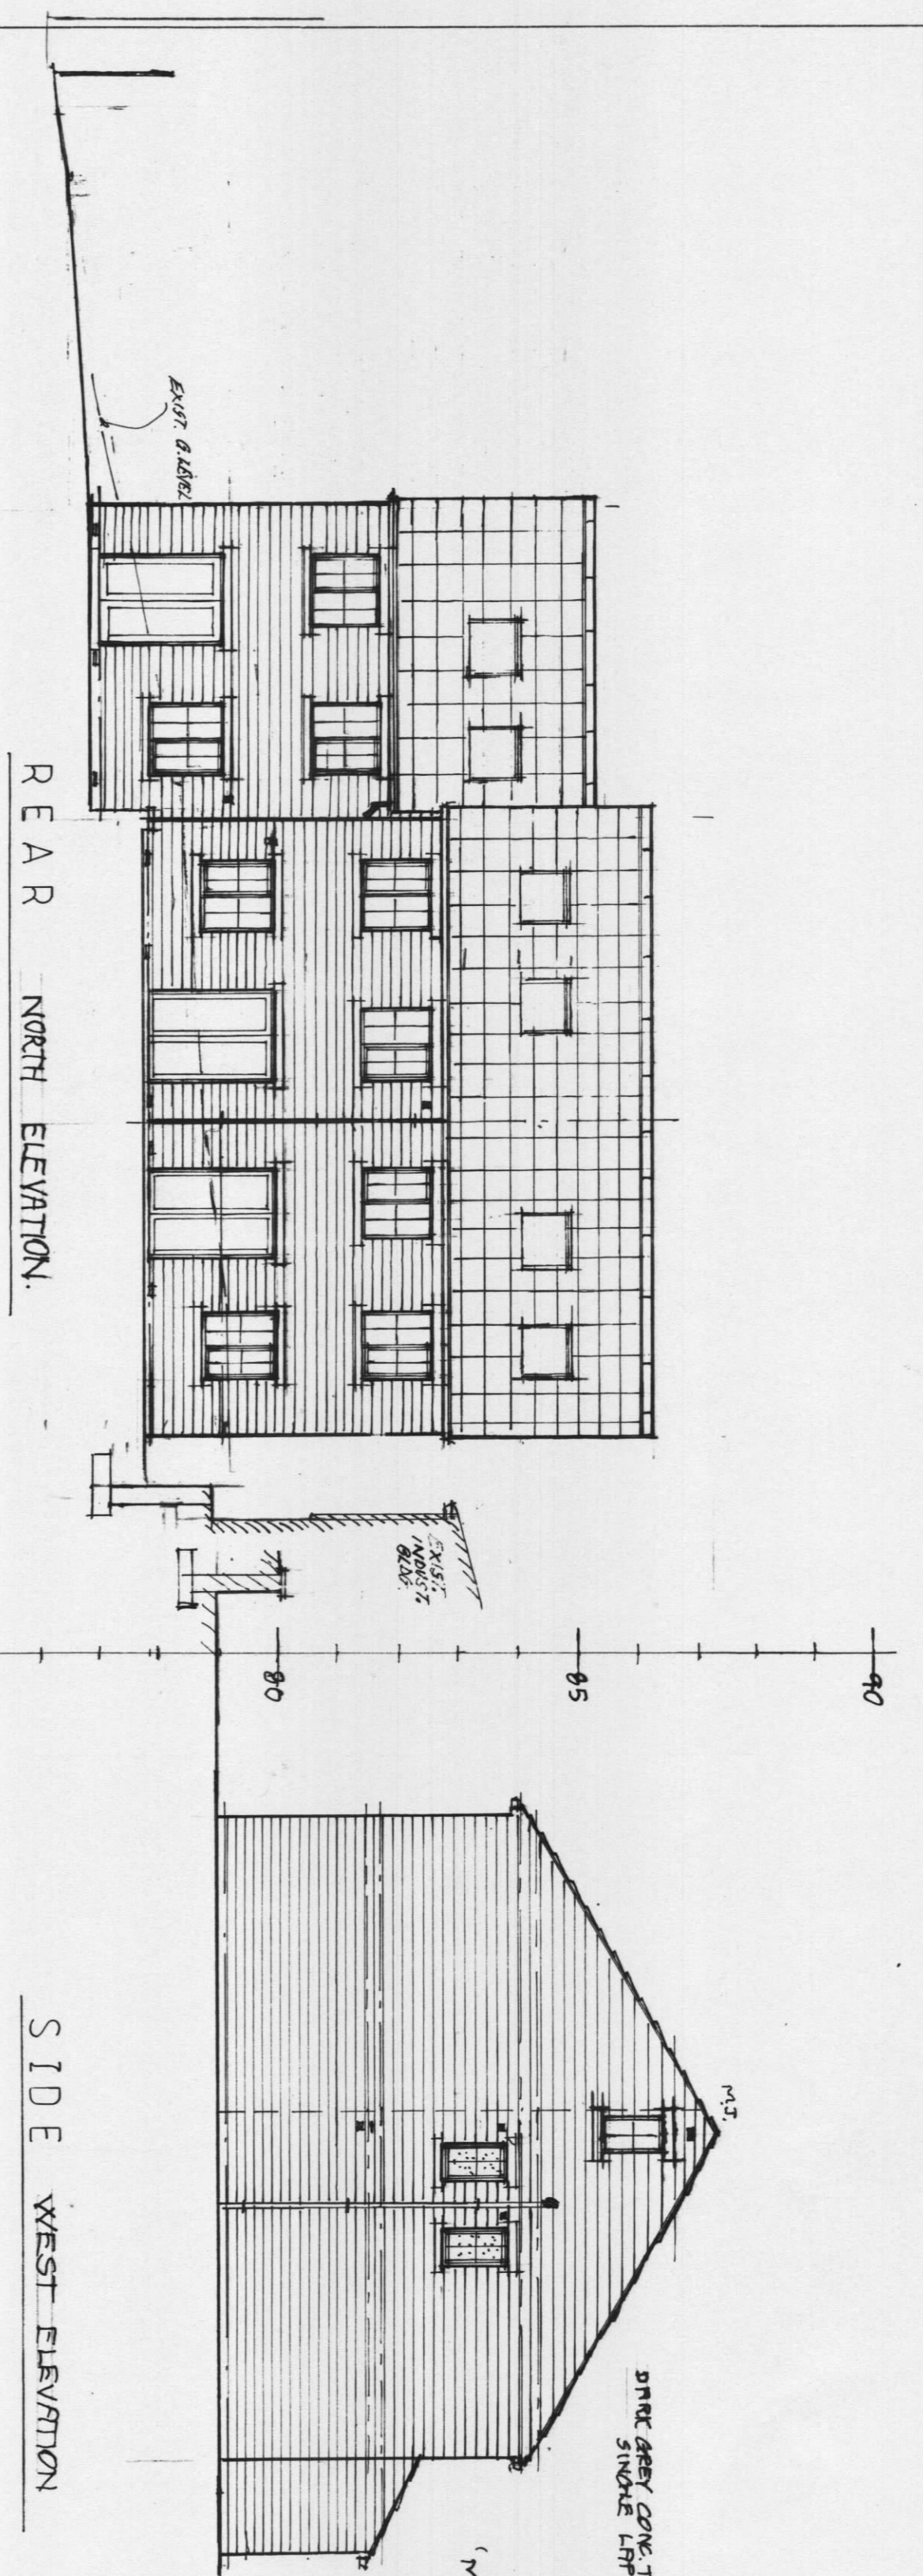 EXIST. G.LEVEL
REAR NORTH ELEVATION.
EXIST.
INDUST.
BLDG.
80
85
90
SIDE WEST ELEVATION
M.J.
DARK GREY CONC. T
SINGLE LAP
'M